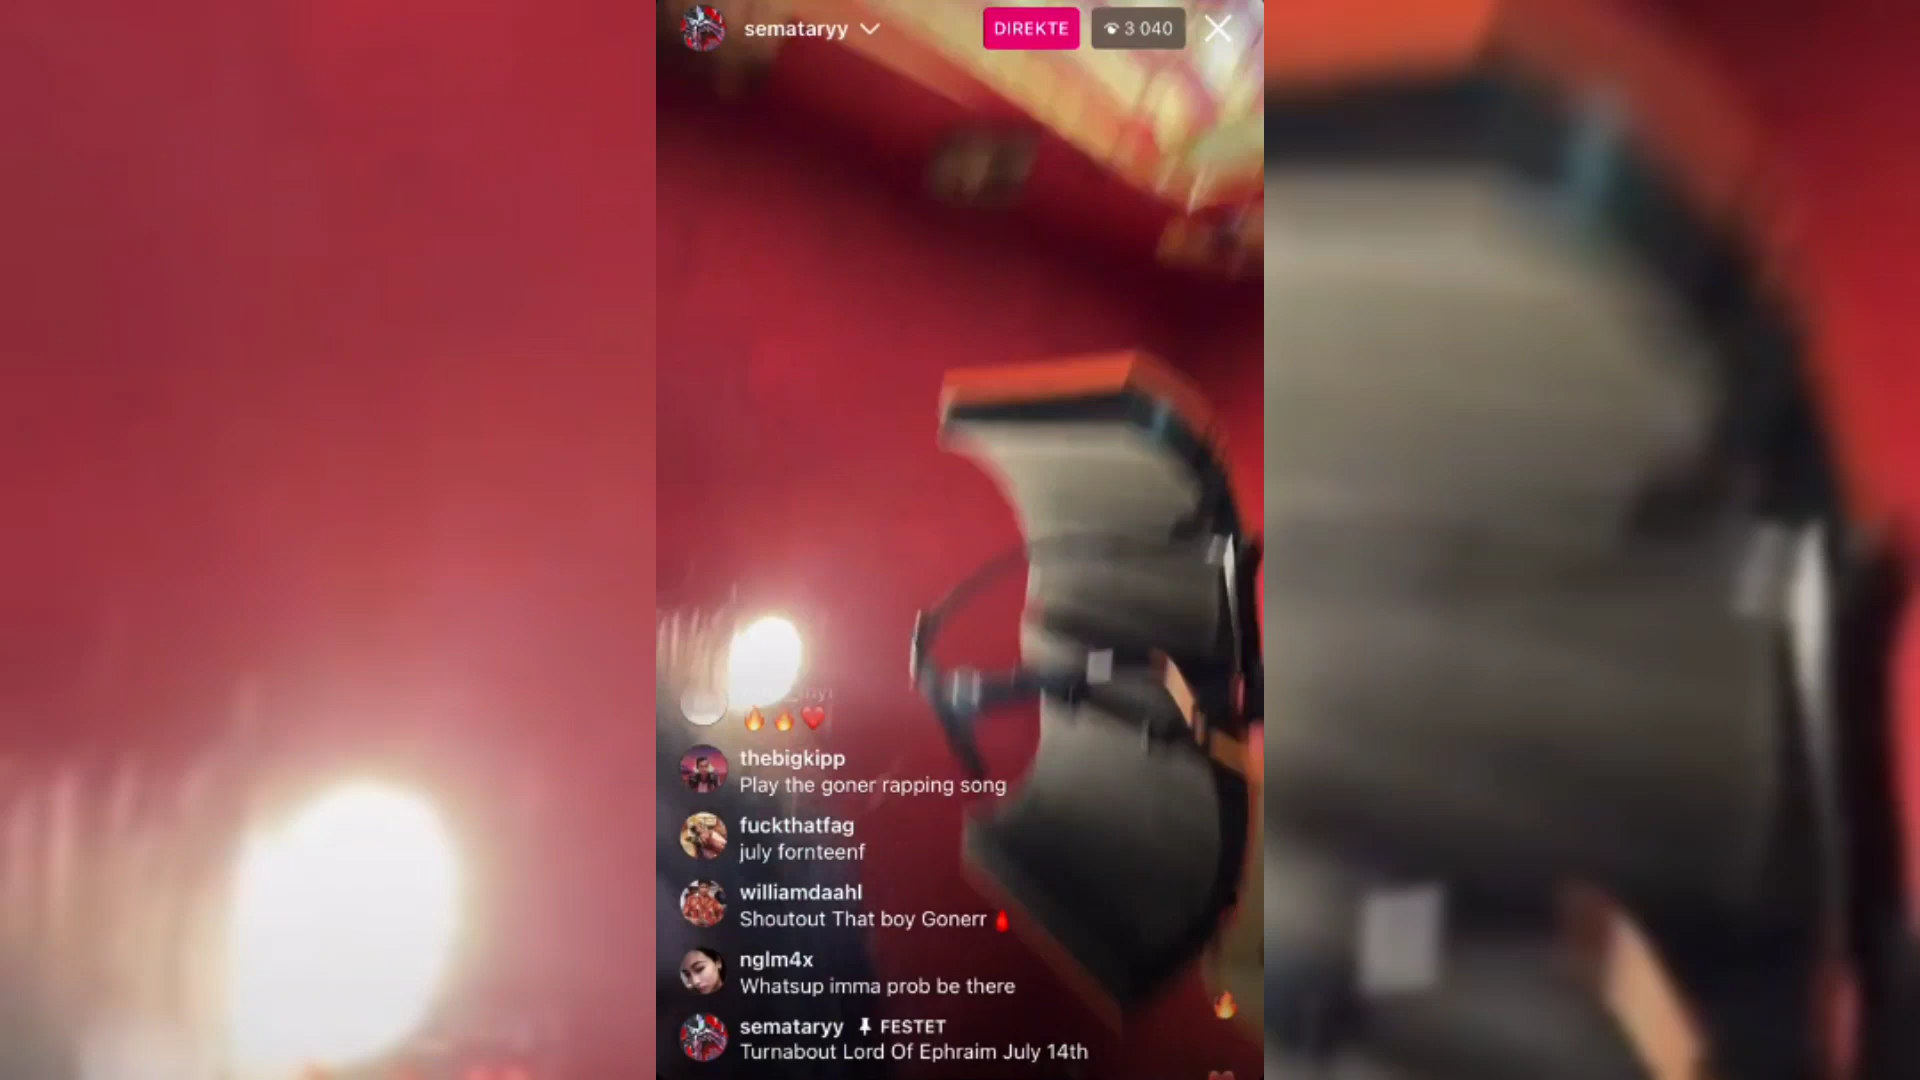 semataryy
DIREKTE
3 040
🔥 🔥 ❤️
thebigkipp
Play the goner rapping song
fuckthatfag
july fornteenf
williamdaahl
Shoutout That boy Gonerr 🩸
nglm4x
Whatsup imma prob be there
semataryy FESTET
Turnabout Lord Of Ephraim July 14th